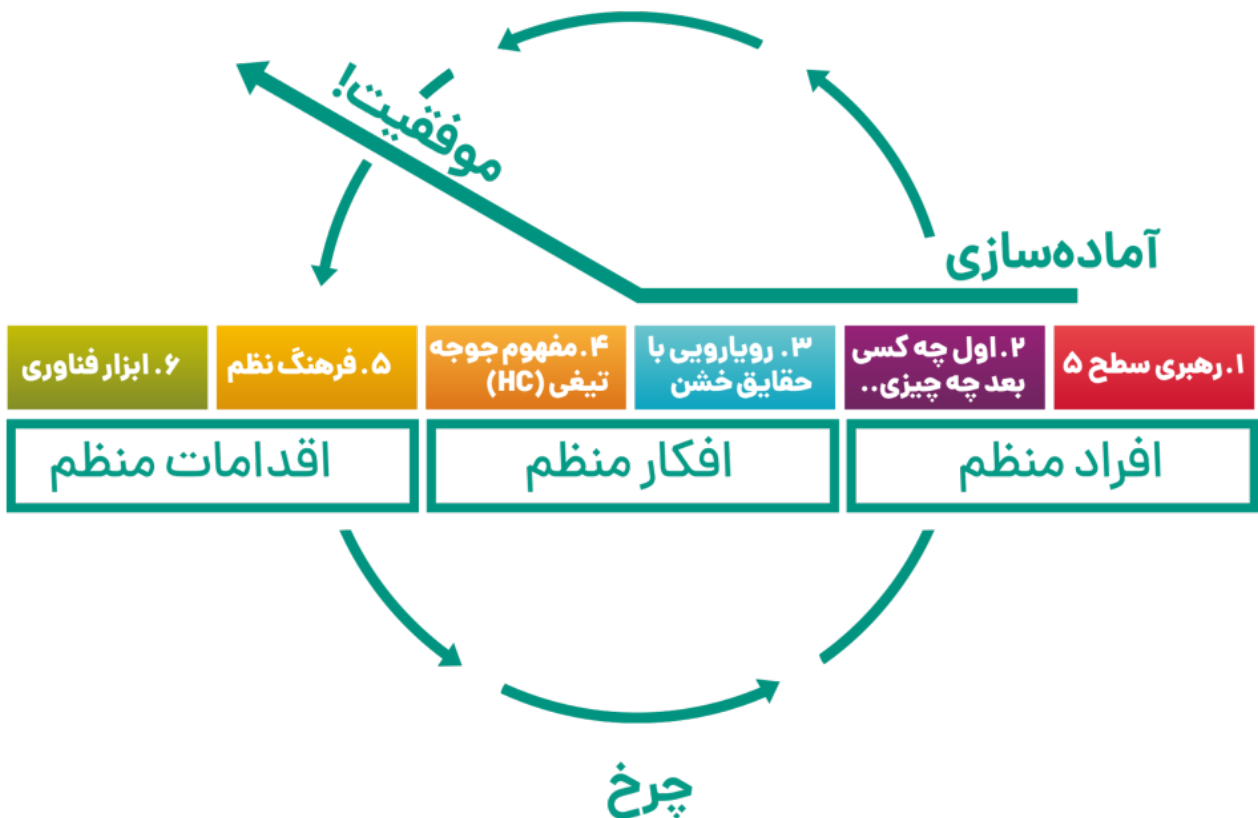 موفقیت!
آماده‌سازی
۱. رهبری سطح ۵
۲. اول چه کسی
بعد چه چیزی..
۳. رویارویی با
حقایق خشن
۴. مفهوم جوجه
تیغی (HC)
۵. فرهنگ نظم
۶. ابزار فناوری
افراد منظم
افکار منظم
اقدامات منظم
چرخ